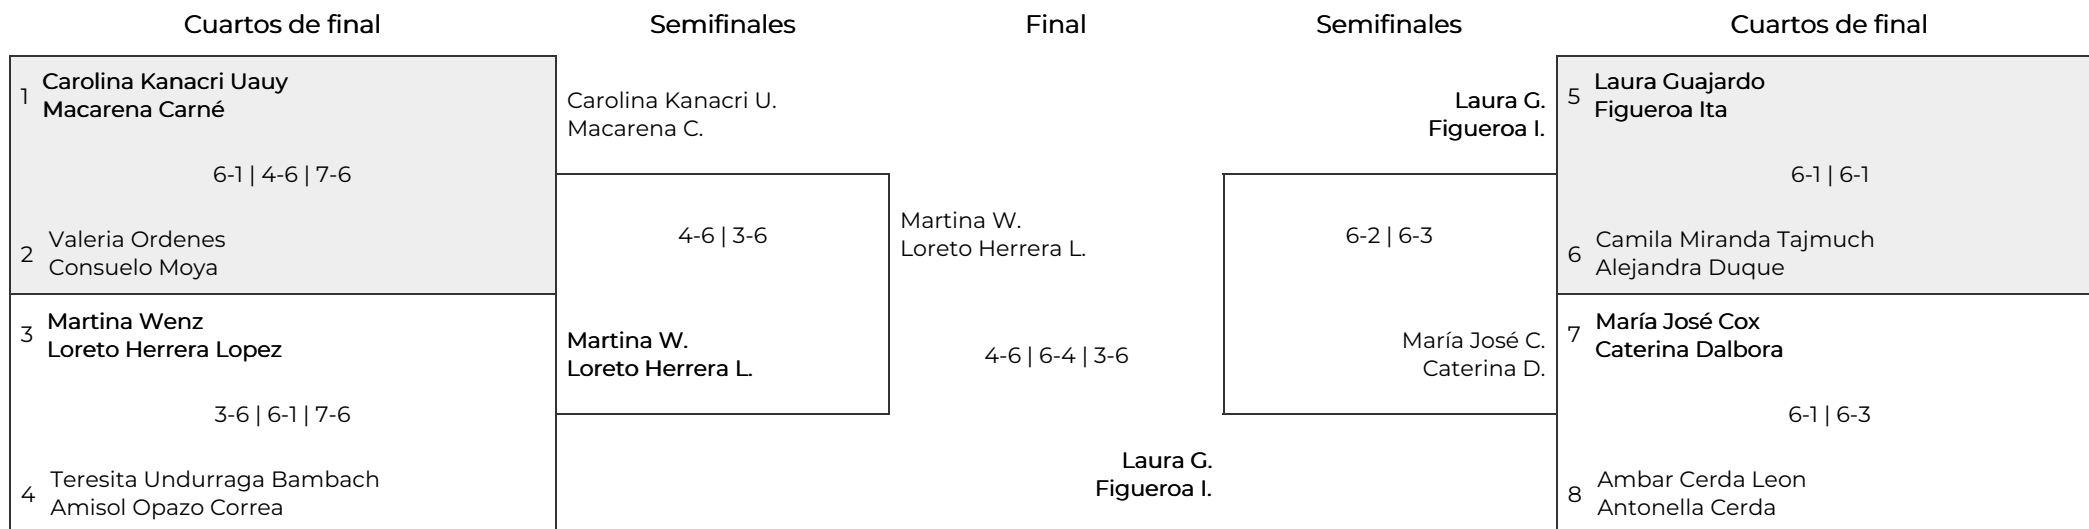 Cuartos de final
Semifinales
Final
Semifinales
Cuartos de final
1
Carolina Kanacri Uauy
Macarena Carné
6-1 | 4-6 | 7-6
2
Valeria Ordenes
Consuelo Moya
3
Martina Wenz
Loreto Herrera Lopez
3-6 | 6-1 | 7-6
4
Teresita Undurraga Bambach
Amisol Opazo Correa
Carolina Kanacri U.
Macarena C.
4-6 | 3-6
Martina W.
Loreto Herrera L.
Martina W.
Loreto Herrera L.
4-6 | 6-4 | 3-6
Laura G.
Figueroa I.
Laura G.
Figueroa I.
6-2 | 6-3
María José C.
Caterina D.
5
Laura Guajardo
Figueroa Ita
6-1 | 6-1
6
Camila Miranda Tajmuch
Alejandra Duque
7
María José Cox
Caterina Dalbora
6-1 | 6-3
8
Ambar Cerda Leon
Antonella Cerda